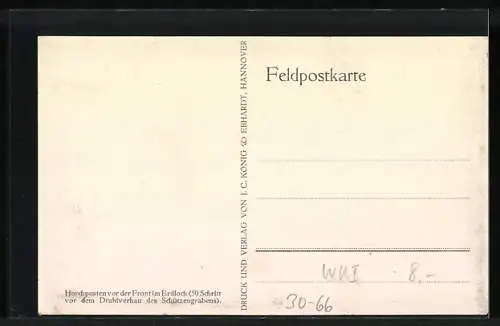 Feldpostkarte
DRUCK UND VERLAG VON J. C. KÖNIG & EBHARDT, HANNOVER
Horchposten vor der Front im Erdloch (50 Schritt
vor dem Drahtverhau des Schützengrabens).
WKI 8,-
30-66